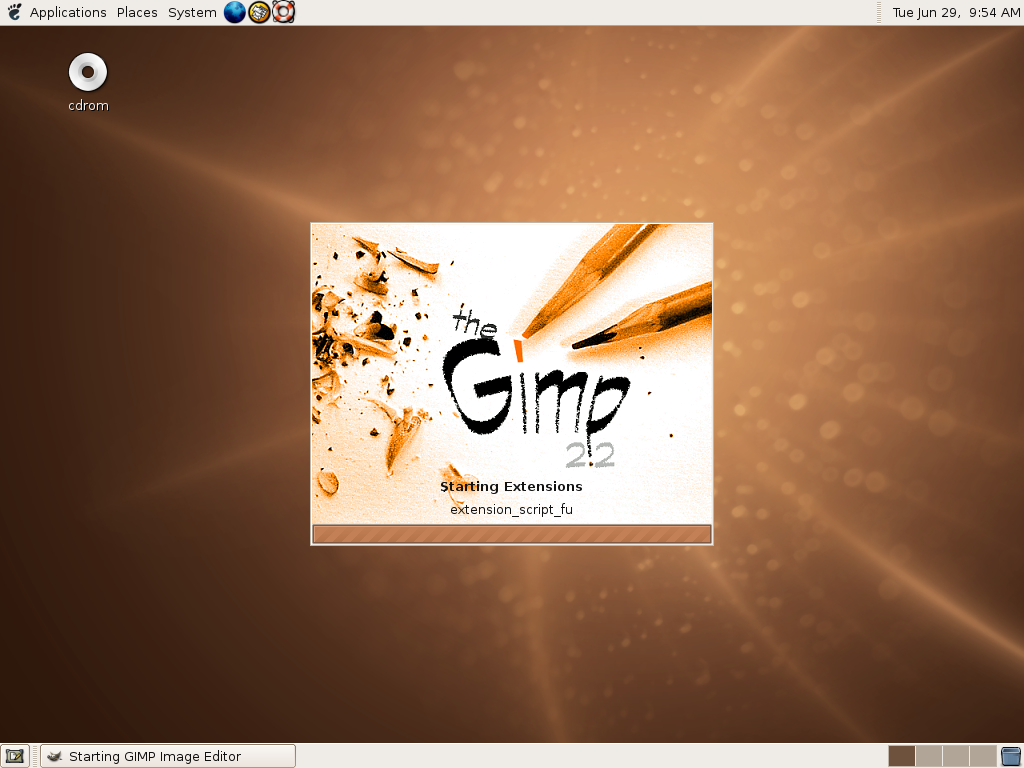 Applications Places System
Tue Jun 29, 9:54 AM
cdrom
the
Gimp
2.2
Starting Extensions
extension_script_fu
Starting GIMP Image Editor